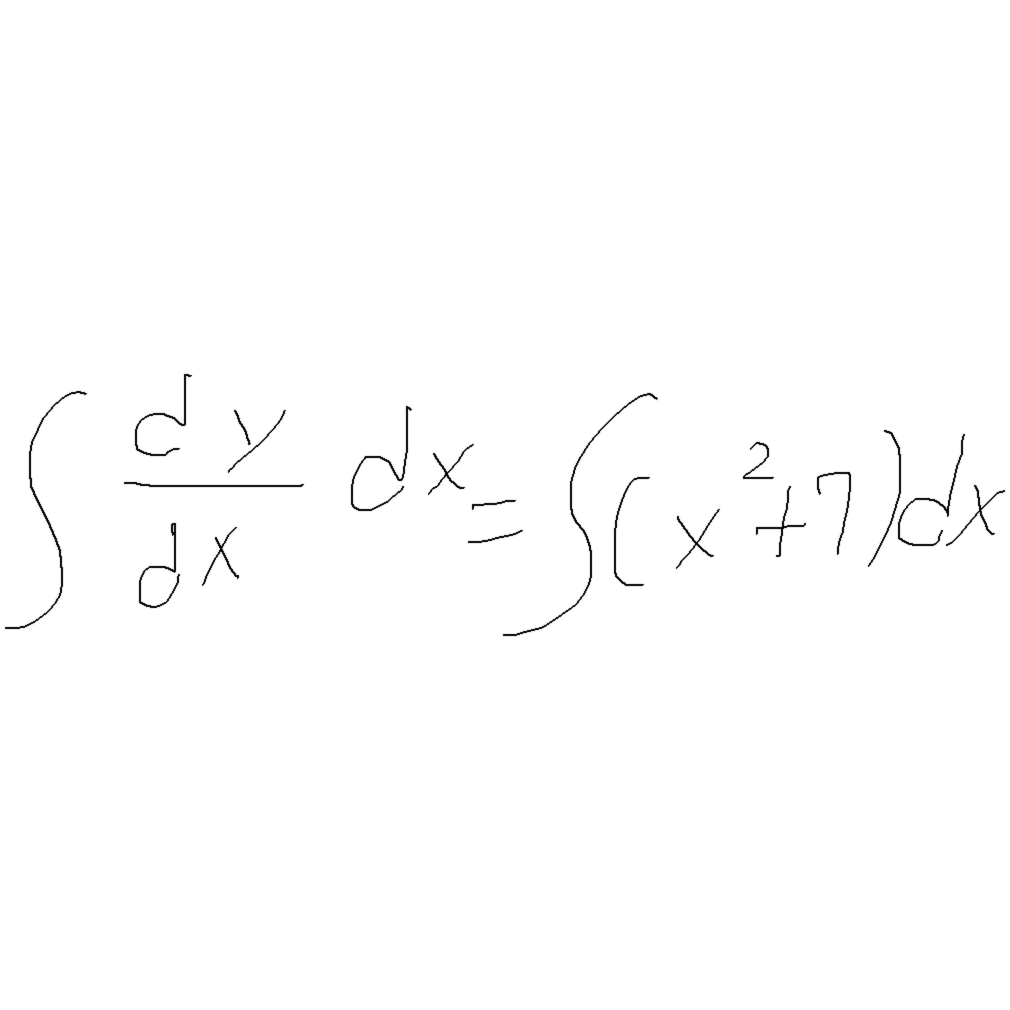 ∫ dy/dx dx = ∫(x²+7)dx